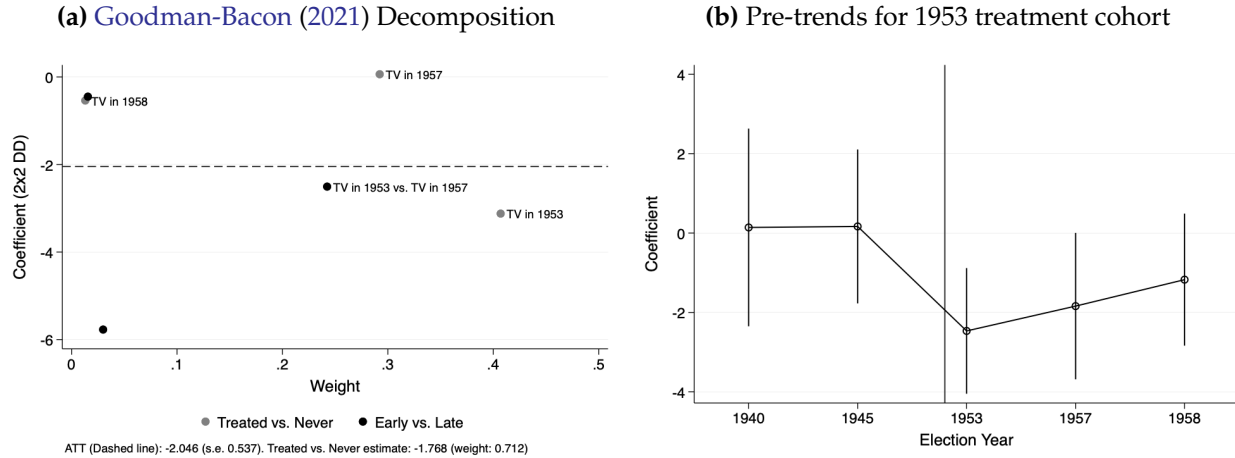 (a) Goodman-Bacon (2021) Decomposition
0
-2
-4
-6
Coefficient (2x2 DD)
TV in 1957
TV in 1958
TV in 1953 vs. TV in 1957
TV in 1953
0
.1
.2
.3
.4
.5
Weight
Treated vs. Never
Early vs. Late
ATT (Dashed line): -2.046 (s.e. 0.537). Treated vs. Never estimate: -1.768 (weight: 0.712)
(b) Pre-trends for 1953 treatment cohort
4
2
0
-2
-4
Coefficient
1940
1945
1953
1957
1958
Election Year